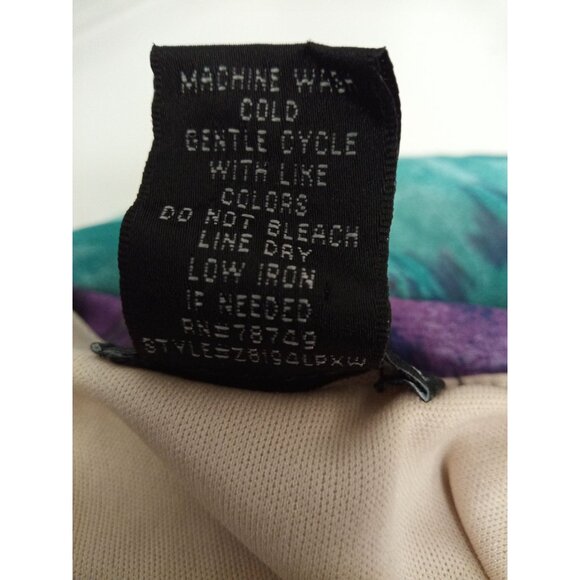 MACHINE WASH
COLD
GENTLE CYCLE
WITH LIKE
COLORS
DO NOT BLEACH
LINE DRY
LOW IRON
IF NEEDED
RN=78749
STYLE=Z8194LPXW